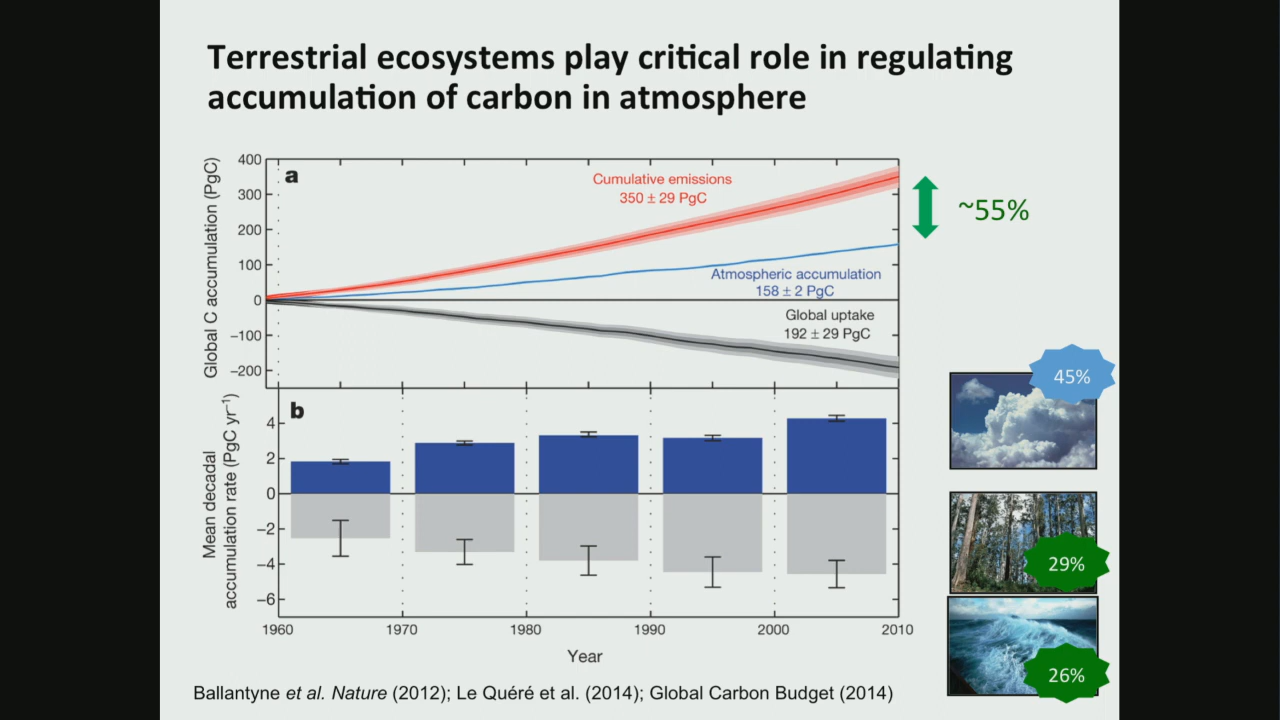 Terrestrial ecosystems play critical role in regulating
accumulation of carbon in atmosphere
Global C accumulation (PgC)
400
300
200
100
0
−100
−200
a
Cumulative emissions
350 ± 29 PgC
Atmospheric accumulation
158 ± 2 PgC
Global uptake
192 ± 29 PgC
~55%
Mean decadal
accumulation rate (PgC yr⁻¹)
4
2
0
−2
−4
−6
b
1960 1970 1980 1990 2000 2010
Year
45%
29%
26%
Ballantyne et al. Nature (2012); Le Quéré et al. (2014); Global Carbon Budget (2014)